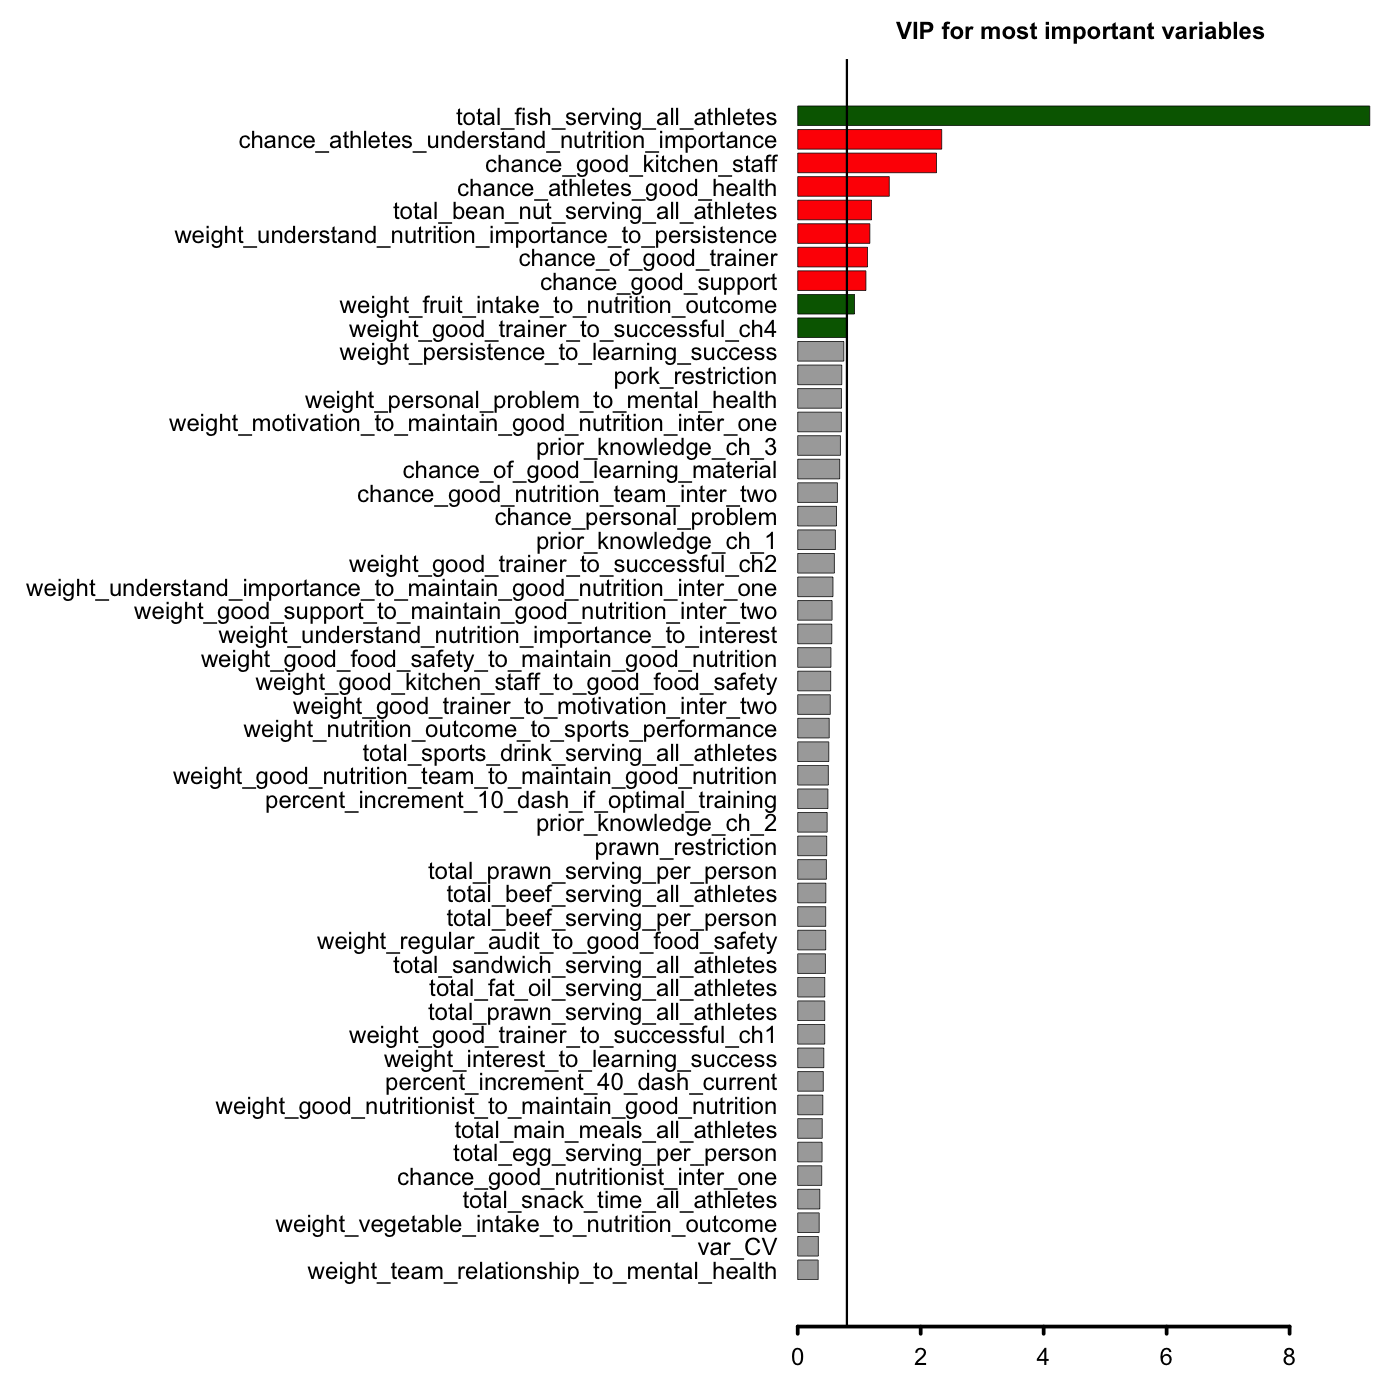 VIP for most important variables
total_fish_serving_all_athletes
chance_athletes_understand_nutrition_importance
chance_good_kitchen_staff
chance_athletes_good_health
total_bean_nut_serving_all_athletes
weight_understand_nutrition_importance_to_persistence
chance_of_good_trainer
chance_good_support
weight_fruit_intake_to_nutrition_outcome
weight_good_trainer_to_successful_ch4
weight_persistence_to_learning_success
pork_restriction
weight_personal_problem_to_mental_health
weight_motivation_to_maintain_good_nutrition_inter_one
prior_knowledge_ch_3
chance_of_good_learning_material
chance_good_nutrition_team_inter_two
chance_personal_problem
prior_knowledge_ch_1
weight_good_trainer_to_successful_ch2
weight_understand_importance_to_maintain_good_nutrition_inter_one
weight_good_support_to_maintain_good_nutrition_inter_two
weight_understand_nutrition_importance_to_interest
weight_good_food_safety_to_maintain_good_nutrition
weight_good_kitchen_staff_to_good_food_safety
weight_good_trainer_to_motivation_inter_two
weight_nutrition_outcome_to_sports_performance
total_sports_drink_serving_all_athletes
weight_good_nutrition_team_to_maintain_good_nutrition
percent_increment_10_dash_if_optimal_training
prior_knowledge_ch_2
prawn_restriction
total_prawn_serving_per_person
total_beef_serving_all_athletes
total_beef_serving_per_person
weight_regular_audit_to_good_food_safety
total_sandwich_serving_all_athletes
total_fat_oil_serving_all_athletes
total_prawn_serving_all_athletes
weight_good_trainer_to_successful_ch1
weight_interest_to_learning_success
percent_increment_40_dash_current
weight_good_nutritionist_to_maintain_good_nutrition
total_main_meals_all_athletes
total_egg_serving_per_person
chance_good_nutritionist_inter_one
total_snack_time_all_athletes
weight_vegetable_intake_to_nutrition_outcome
var_CV
weight_team_relationship_to_mental_health
0 2 4 6 8